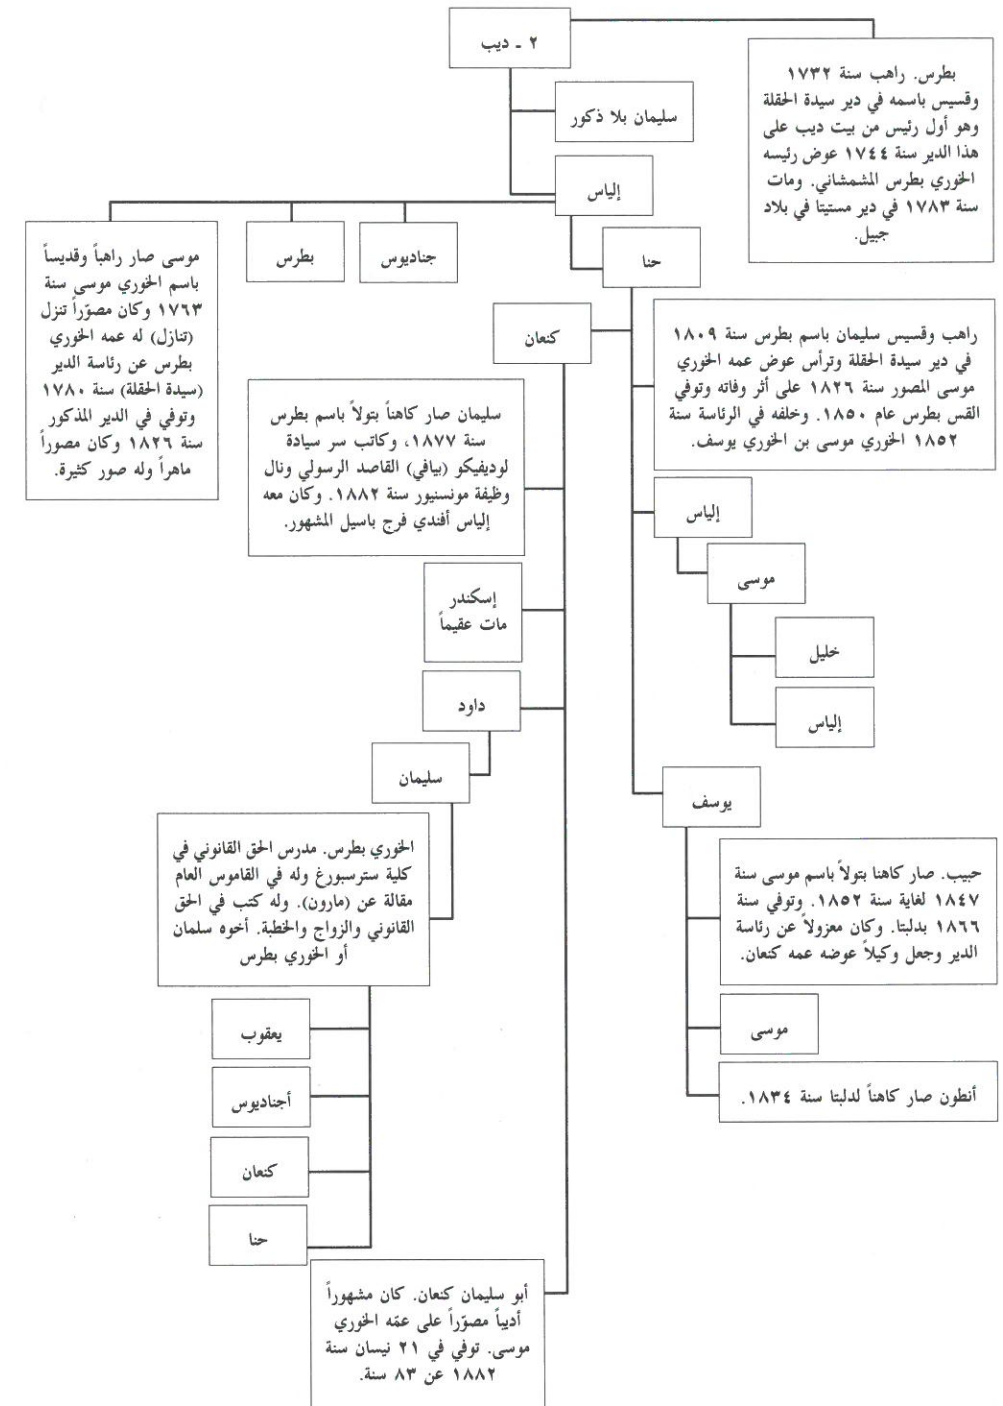 ٢ ـ ديب
بطرس. راهب سنة ١٧٣٢
وقسيس باسمه في دير سيدة الحقلة
وهو أول رئيس من بيت ديب على
هذا الدير سنة ١٧٤٤ عوض رئيسه
الخوري بطرس المشمشاني. ومات
سنة ١٧٨٣ في دير مستيتا في بلاد
جبيل.
سليمان بلا ذكور
إلياس
حنا
جناديوس
بطرس
موسى صار راهباً وقديساً
باسم الخوري موسى سنة
١٧٦٣ وكان مصوّراً تنزل
(تنازل) له عمه الخوري
بطرس عن رئاسة الدير
(سيدة الحقلة) سنة ١٧٨٠
وتوفي في الدير المذكور
سنة ١٨٢٦ وكان مصوراً
ماهراً وله صور كثيرة.
كنعان
راهب وقسيس سليمان باسم بطرس سنة ١٨٠٩
في دير سيدة الحقلة وترأس عوض عمه الخوري
موسى المصور سنة ١٨٢٦ على أثر وفاته وتوفي
القس بطرس عام ١٨٥٠. وخلفه في الرئاسة سنة
١٨٥٢ الخوري موسى بن الخوري يوسف.
إلياس
موسى
خليل
إلياس
يوسف
حبيب. صار كاهنا بتولاً باسم موسى سنة
١٨٤٧ لغاية سنة ١٨٥٢. وتوفي سنة
١٨٦٦ بدلبتا. وكان معزولاً عن رئاسة
الدير وجعل وكيلاً عوضه عمه كنعان.
موسى
أنطون صار كاهناً لدلبتا سنة ١٨٣٤.
سليمان صار كاهناً بتولاً باسم بطرس
سنة ١٨٧٧، وكاتب سر سيادة
لوديفيكو (بيافي) القاصد الرسولي ونال
وظيفة مونسنيور سنة ١٨٨٢. وكان معه
إلياس أفندي فرج باسيل المشهور.
إسكندر
مات عقيماً
داود
سليمان
الخوري بطرس. مدرس الحق القانوني في
كلية سترسبورغ وله في القاموس العام
مقالة عن (مارون). وله كتب في الحق
القانوني والزواج والخطبة. أخوه سلمان
أو الخوري بطرس
يعقوب
أجناديوس
كنعان
حنا
أبو سليمان كنعان. كان مشهوراً
أديباً مصوّراً على عمّه الخوري
موسى. توفي في ٢١ نيسان سنة
١٨٨٢ عن ٨٣ سنة.